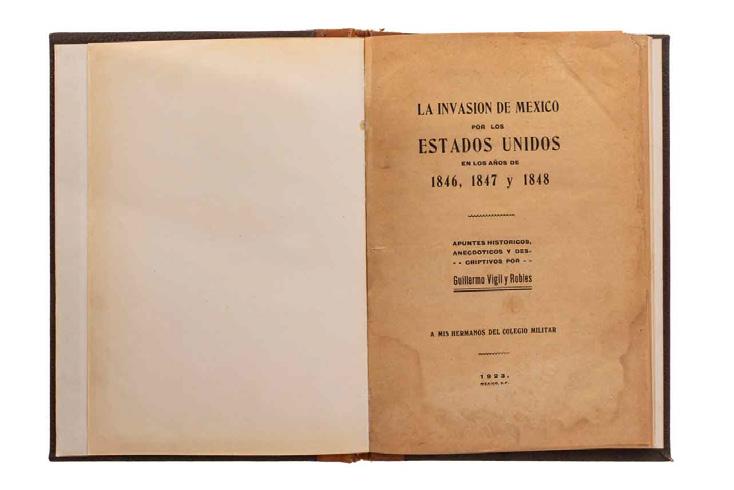 LA INVASION DE MEXICO
POR LOS
ESTADOS UNIDOS
EN LOS AÑOS DE
1846, 1847 y 1848
APUNTES HISTORICOS,
ANECDOTICOS Y DES-
- - CRIPTIVOS POR - -
Guillermo Vigil y Robles
A MIS HERMANOS DEL COLEGIO MILITAR
1923.
MEXICO, D.F.